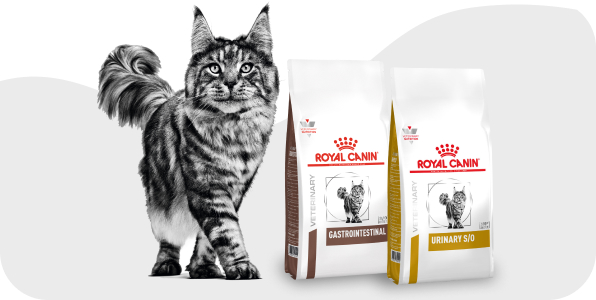 ROYAL CANIN
VETERINARY
GASTROINTESTINAL
ROYAL CANIN
VETERINARY
URINARY S/O